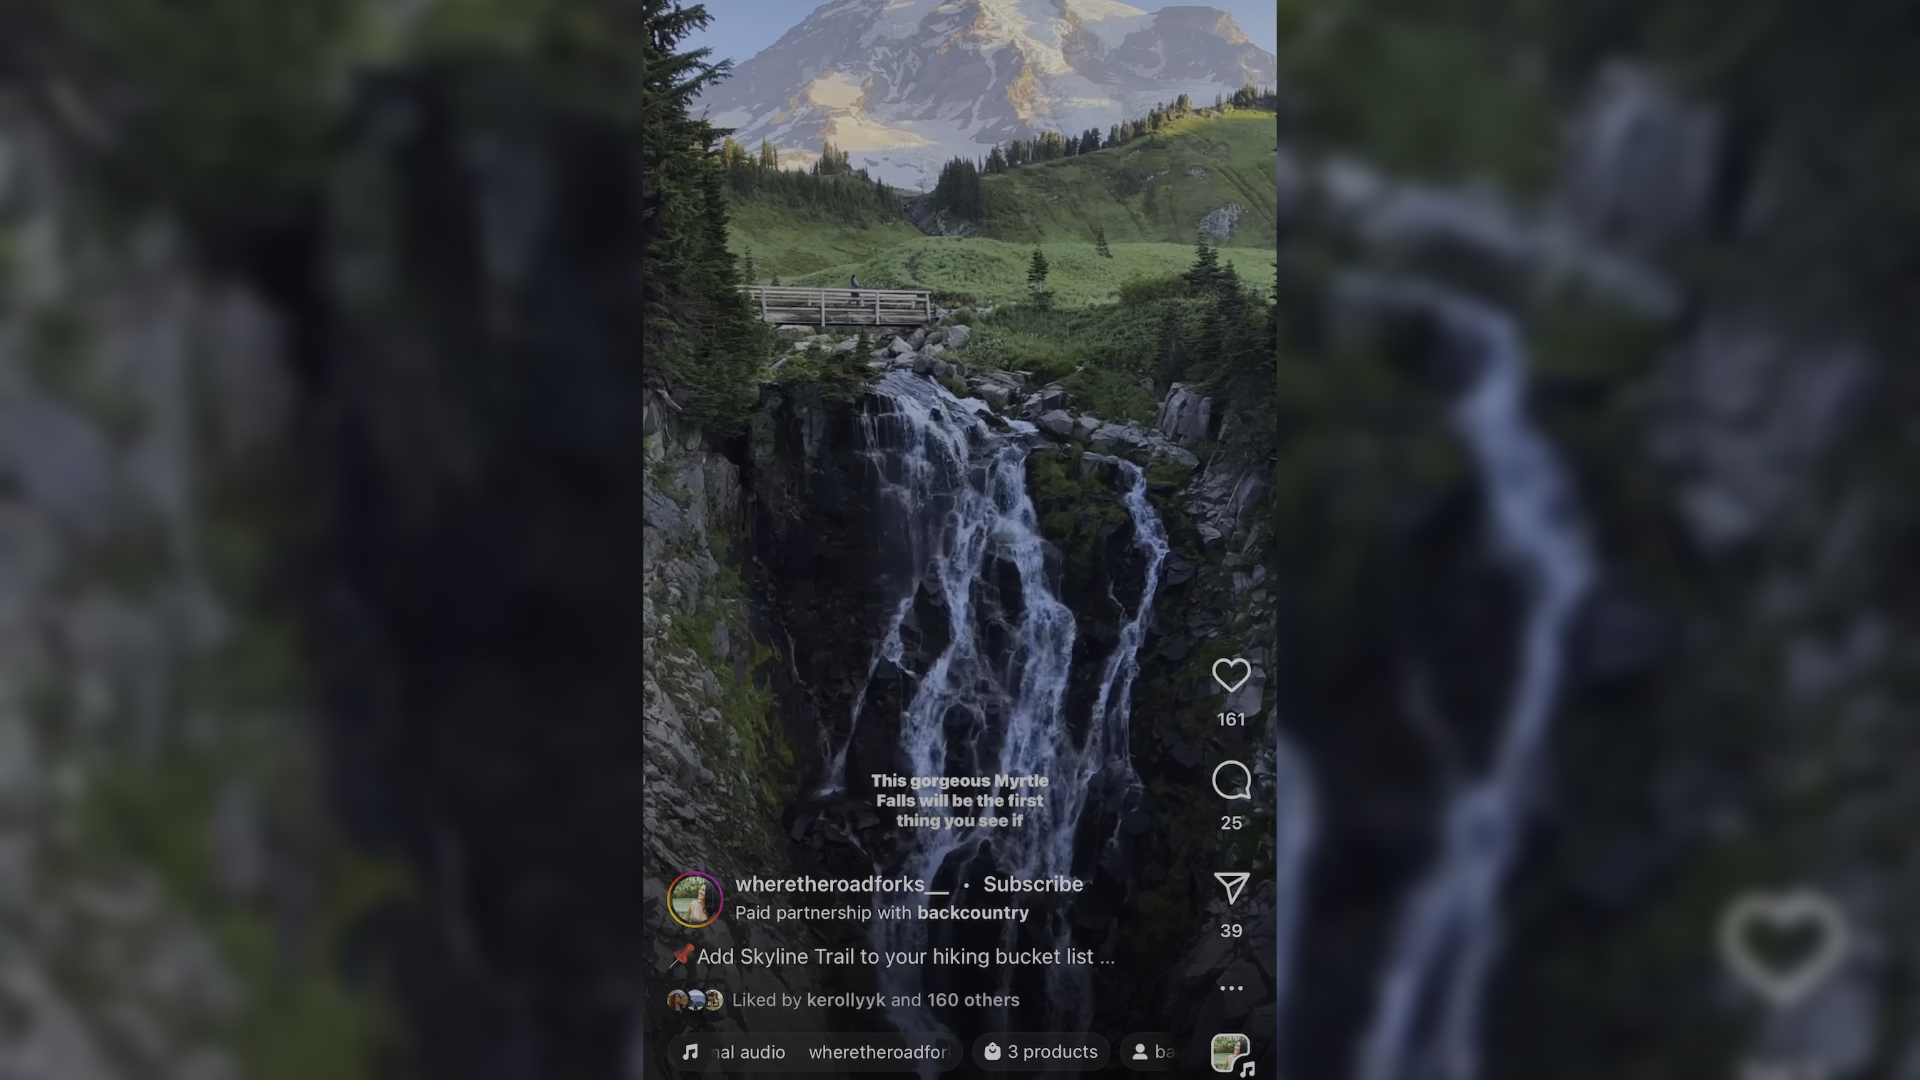 This gorgeous Myrtle
Falls will be the first
thing you see if
161
25
39
wheretheroadforks__ • Subscribe
Paid partnership with backcountry
📌Add Skyline Trail to your hiking bucket list ...
Liked by kerollyyk and 160 others
nal audio wheretheroadfor
3 products
ba